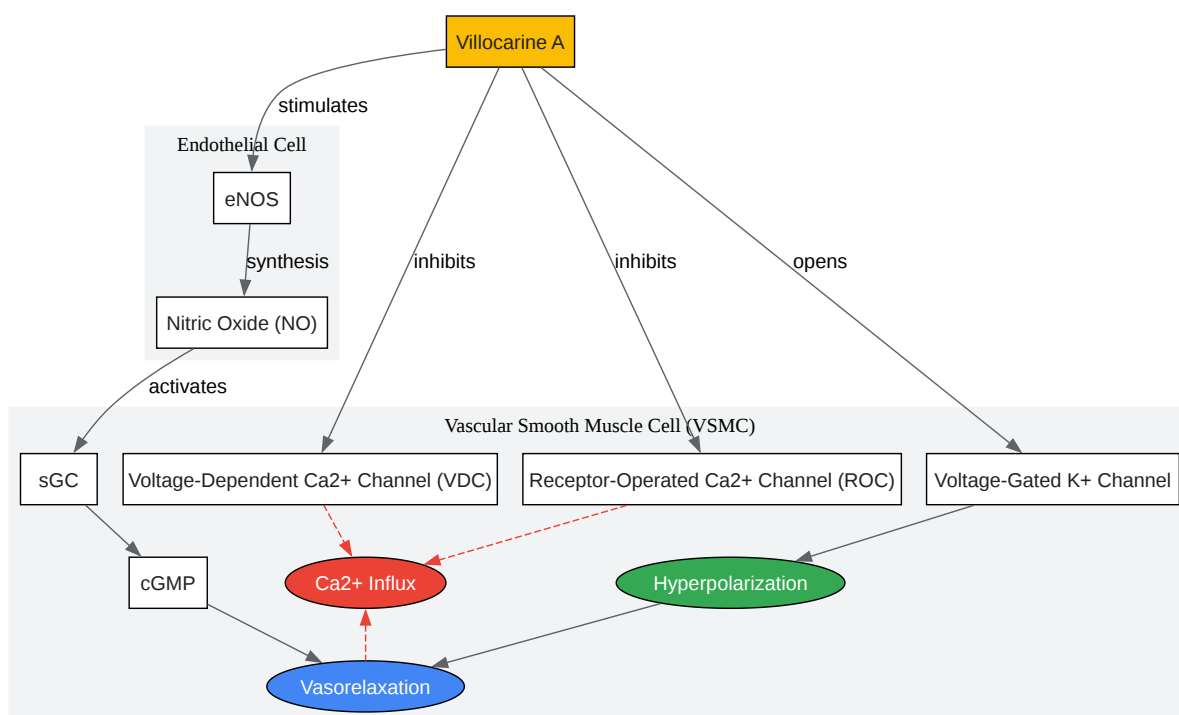 Villocarine A
stimulates
Endothelial Cell
eNOS
synthesis
inhibits
inhibits
opens
Nitric Oxide (NO)
activates
Vascular Smooth Muscle Cell (VSMC)
sGC
Voltage-Dependent Ca2+ Channel (VDC)
Receptor-Operated Ca2+ Channel (ROC)
Voltage-Gated K+ Channel
cGMP
Ca2+ Influx
Hyperpolarization
Vasorelaxation